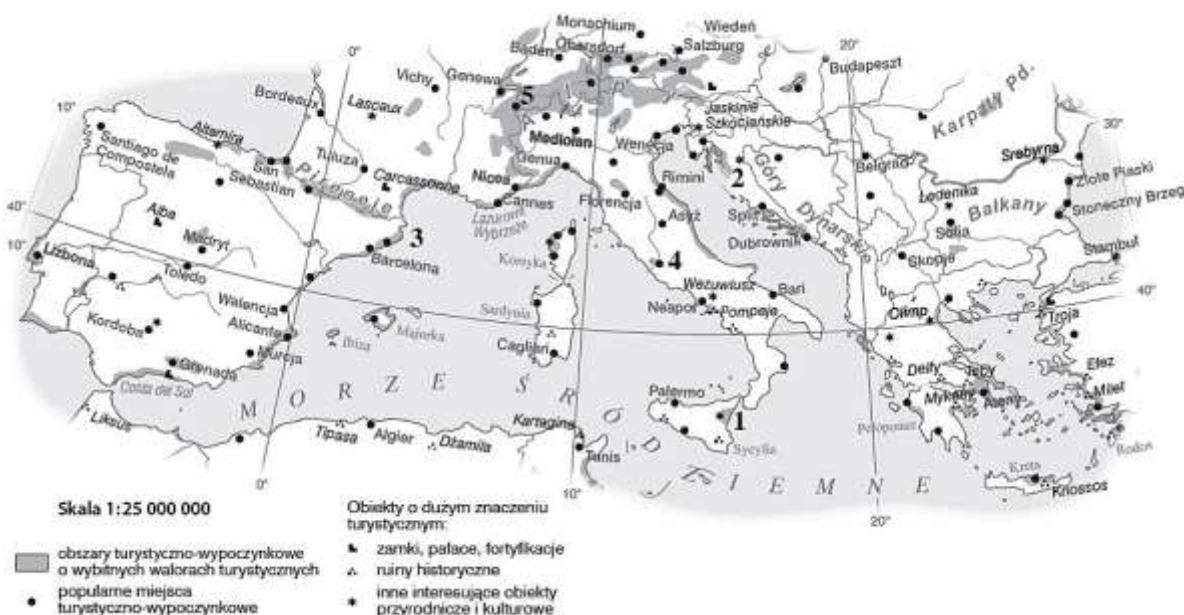 Monachium
Wiedeń
0°
Baden
Obersdorf
Salzburg
20°
Budapeszt
Vichy
Genewa
Bordeaux
Lascaux
5
Karpaty Pd.
10°
Altamira
Jaskinie
Szkocjańskie
30°
Mediolan
Wenecja
Santiago de
Compostela
San
Sebastian
Tuluza
Carcassonne
Genua
Belgrad
Srebyrna
Pireneje
Nicea
Cannes
Rimini
2
Góry
Dynarskie
Złote Piaski
Ledenika
Lazurowe
Wybrzeże
Florencja
Asyż
Split
Bałkany
Słoneczny Brzeg
40°
Alba
3
Dubrownik
Sofia
Madryt
Barcelona
Korsyka
4
Skopje
Stambuł
10°
Lizbona
Toledo
Wezuwiusz
Bari
Walencja
Sardynia
Neapol
Pompeje
Olimp
40°
Troja
Kordoba
Alicante
Majorka
Ibiza
Murcja
Cagliari
Grenada
Delfy
Teby
Efez
Costa del Sol
Palermo
Mykeny
Ateny
Milet
MORZE ŚRÓDZIEMNE
1
Peloponez
Liksus
Kartagina
Sycylia
Rodos
Tipasa
Algier
Dżamila
Tunis
Kreta
Knossos
0°
10°
20°
Skala 1:25 000 000
obszary turystyczno-wypoczynkowe
o wybitnych walorach turystycznych
popularne miejsca
turystyczno-wypoczynkowe
Obiekty o dużym znaczeniu
turystycznym:
zamki, pałace, fortyfikacje
ruiny historyczne
inne interesujące obiekty
przyrodnicze i kulturowe